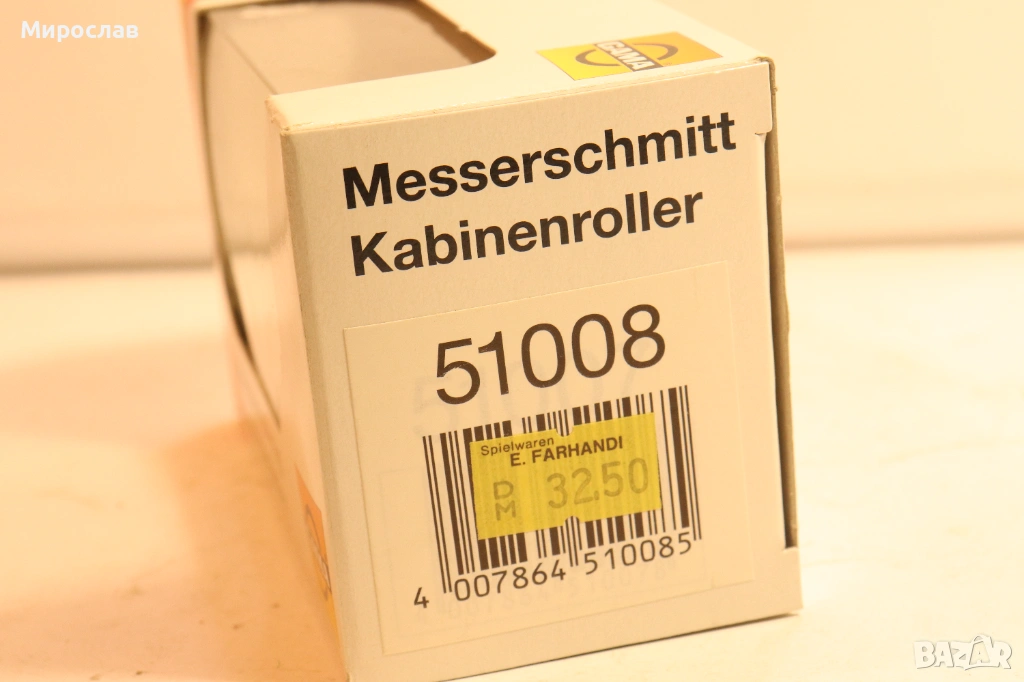 Мирослав
GAMA
Messerschmitt
Kabinenroller
51008
Spielwaren
E. FARHANDI
DM 32.50
4 007864 510085
BAZAR